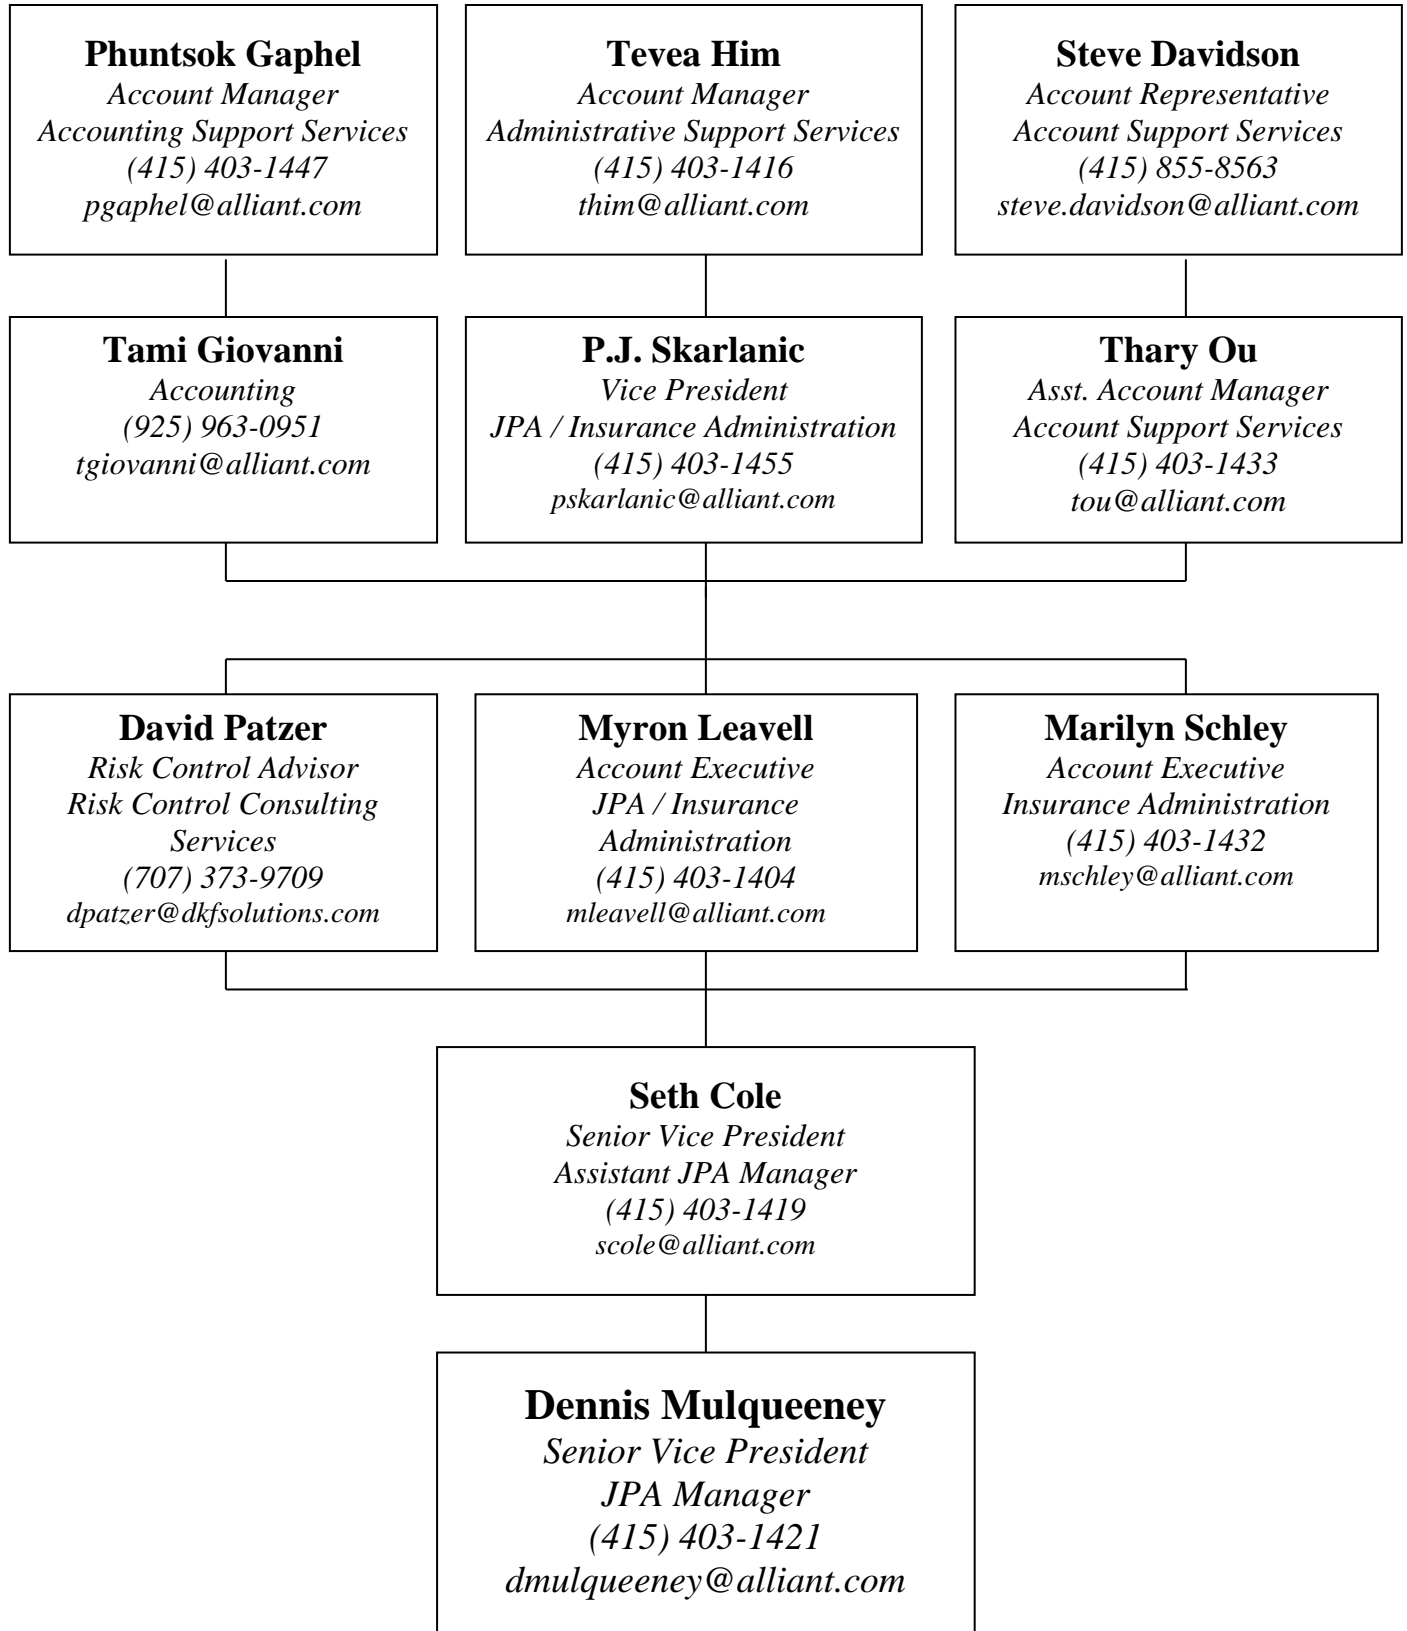 Phuntsok Gaphel
Account Manager
Accounting Support Services
(415) 403-1447
pgaphel@alliant.com
Tevea Him
Account Manager
Administrative Support Services
(415) 403-1416
thim@alliant.com
Steve Davidson
Account Representative
Account Support Services
(415) 855-8563
steve.davidson@alliant.com
Tami Giovanni
Accounting
(925) 963-0951
tgiovanni@alliant.com
P.J. Skarlanic
Vice President
JPA / Insurance Administration
(415) 403-1455
pskarlanic@alliant.com
Thary Ou
Asst. Account Manager
Account Support Services
(415) 403-1433
tou@alliant.com
David Patzer
Risk Control Advisor
Risk Control Consulting
Services
(707) 373-9709
dpatzer@dkfsolutions.com
Myron Leavell
Account Executive
JPA / Insurance
Administration
(415) 403-1404
mleavell@alliant.com
Marilyn Schley
Account Executive
Insurance Administration
(415) 403-1432
mschley@alliant.com
Seth Cole
Senior Vice President
Assistant JPA Manager
(415) 403-1419
scole@alliant.com
Dennis Mulqueeney
Senior Vice President
JPA Manager
(415) 403-1421
dmulqueeney@alliant.com